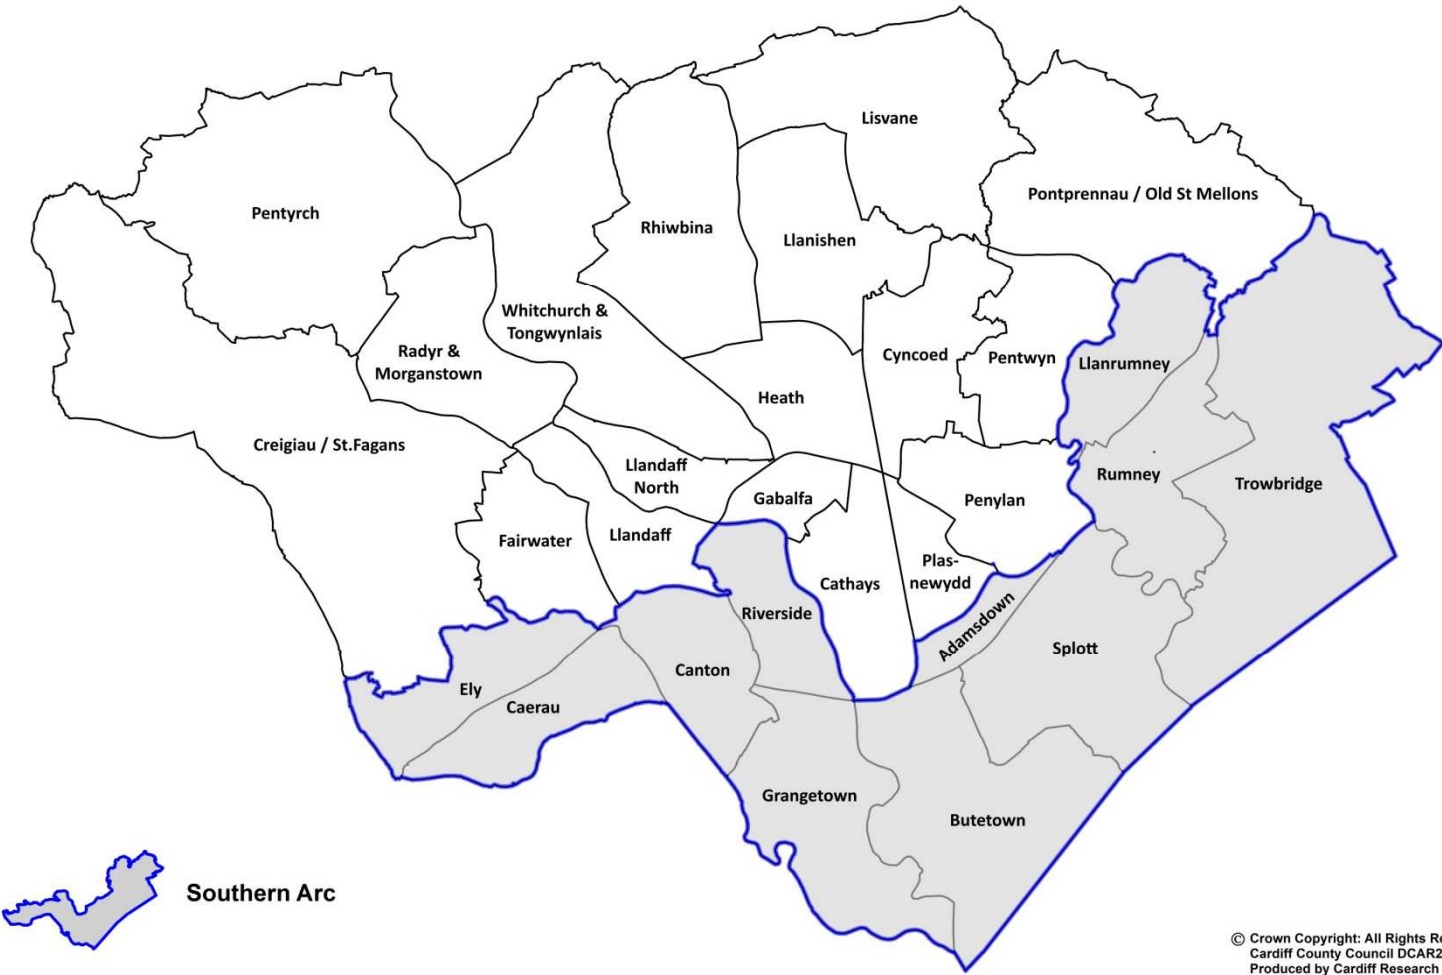 Lisvane
Pontprennau / Old St Mellons
Pentyrch
Rhiwbina
Llanishen
Whitchurch &
Tongwynlais
Radyr &
Morganstown
Cyncoed
Pentwyn
Llanrumney
Heath
Creigiau / St.Fagans
Llandaff
North
Rumney
Trowbridge
Gabalfa
Penylan
Fairwater
Llandaff
Plas-
newydd
Cathays
Riverside
Adamsdown
Splott
Canton
Ely
Caerau
Grangetown
Butetown
Southern Arc
© Crown Copyright: All Rights Re
Cardiff County Council DCAR2
Produced by Cardiff Research